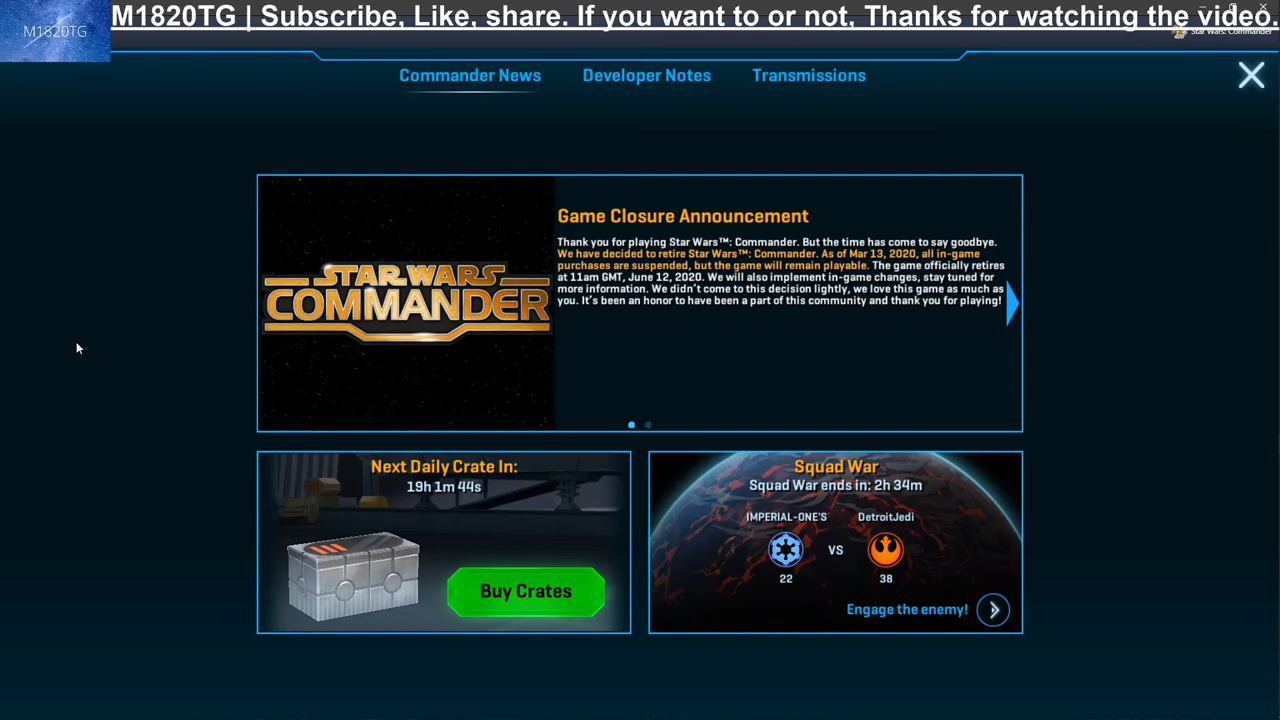 M1820TG
M1820TG | Subscribe, Like, share. If you want to or not, Thanks for watching the video.
Star Wars: Commander
Commander News
Developer Notes
Transmissions
STAR WARS
COMMANDER
Game Closure Announcement
Thank you for playing Star Wars™: Commander. But the time has come to say goodbye.
We have decided to retire Star Wars™: Commander. As of Mar 13, 2020, all in-game
purchases are suspended, but the game will remain playable. The game officially retires
at 11am GMT, June 12, 2020. We will also implement in-game changes, stay tuned for
more information. We didn't come to this decision lightly, we love this game as much as
you. It's been an honor to have been a part of this community and thank you for playing!
Next Daily Crate In:
19h 1m 44s
Buy Crates
Squad War
Squad War ends in: 2h 34m
IMPERIAL-ONE'S
DetroitJedi
VS
22
38
Engage the enemy!